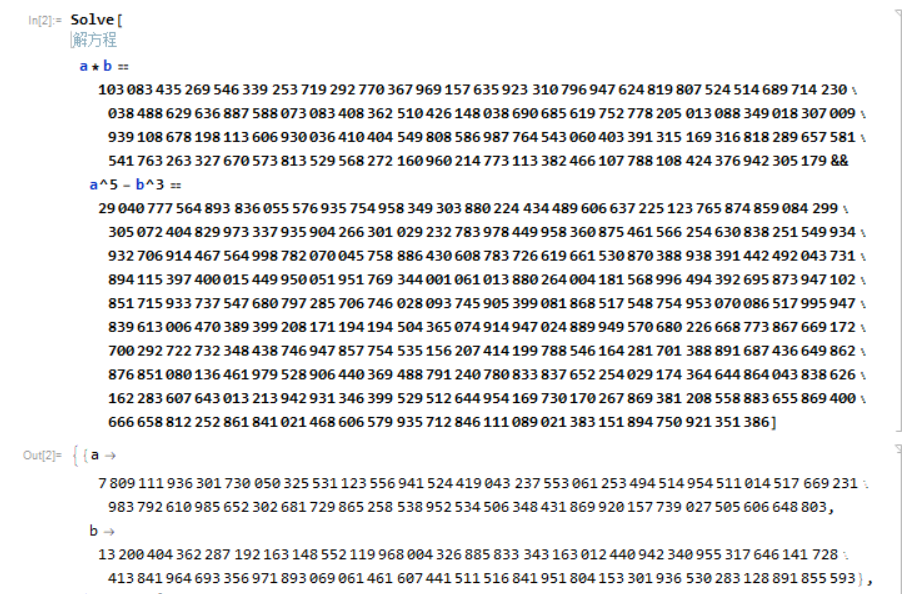 In[2]:= Solve[
解方程
a * b ==
103 083 435 269 546 339 253 719 292 770 367 969 157 635 923 310 796 947 624 819 807 524 514 689 714 230 \
038 488 629 636 887 588 073 083 408 362 510 426 148 038 690 685 619 752 778 205 013 088 349 018 307 009 \
939 108 678 198 113 606 930 036 410 404 549 808 586 987 764 543 060 403 391 315 169 316 818 289 657 581 \
541 763 263 327 670 573 813 529 568 272 160 960 214 773 113 382 466 107 788 108 424 376 942 305 179 &&
a^5 - b^3 ==
29 040 777 564 893 836 055 576 935 754 958 349 303 880 224 434 489 606 637 225 123 765 874 859 084 299 \
305 072 404 829 973 337 935 904 266 301 029 232 783 978 449 958 360 875 461 566 254 630 838 251 549 934 \
932 706 914 467 564 998 782 070 045 758 886 430 608 783 726 619 661 530 870 388 938 391 442 492 043 731 \
894 115 397 400 015 449 950 051 951 769 344 001 061 013 880 264 004 181 568 996 494 392 695 873 947 102 \
851 715 933 737 547 680 797 285 706 746 028 093 745 905 399 081 868 517 548 754 953 070 086 517 995 947 \
839 613 006 470 389 399 208 171 194 194 504 365 074 914 947 024 889 949 570 680 226 668 773 867 669 172 \
700 292 722 732 348 438 746 947 857 754 535 156 207 414 199 788 546 164 281 701 388 891 687 436 649 862 \
876 851 080 136 461 979 528 906 440 369 488 791 240 780 833 837 652 254 029 174 364 644 864 043 838 626 \
162 283 607 643 013 213 942 931 346 399 529 512 644 954 169 730 170 267 869 381 208 558 883 655 869 400 \
666 658 812 252 861 841 021 468 606 579 935 712 846 111 089 021 383 151 894 750 921 351 386]
Out[2]= {{a →
7 809 111 936 301 730 050 325 531 123 556 941 524 419 043 237 553 061 253 494 514 954 511 014 517 669 231 \
983 792 610 985 652 302 681 729 865 258 538 952 534 506 348 431 869 920 157 739 027 505 606 648 803,
b →
13 200 404 362 287 192 163 148 552 119 968 004 326 885 833 343 163 012 440 942 340 955 317 646 141 728 \
413 841 964 693 356 971 893 069 061 461 607 441 511 516 841 951 804 153 301 936 530 283 128 891 855 593},